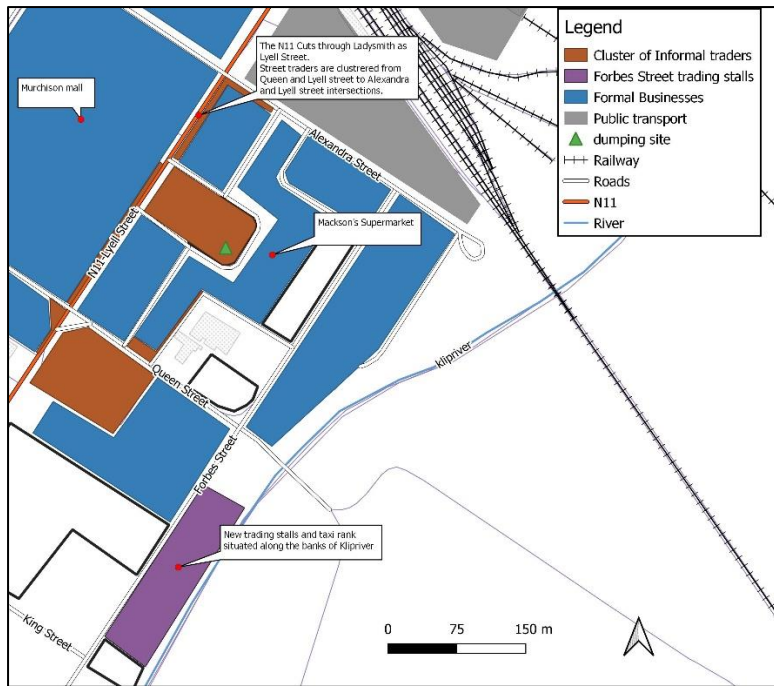 The N11 Cuts through Ladysmith as
Lyell Street.
Street traders are clustrered from
Queen and Lyell street to Alexandra
and Lyell street intersections.
Murchison mall
Legend
Cluster of Informal traders
Forbes Street trading stalls
Formal Businesses
Public transport
dumping site
Railway
Roads
N11
River
Alexandra Street
N11-Lyell Street
Mackson's Supermarket
klipriver
Queen Street
Forbes Street
New trading stalls and taxi rank
situated along the banks of Klipriver
King Street
0 75 150 m